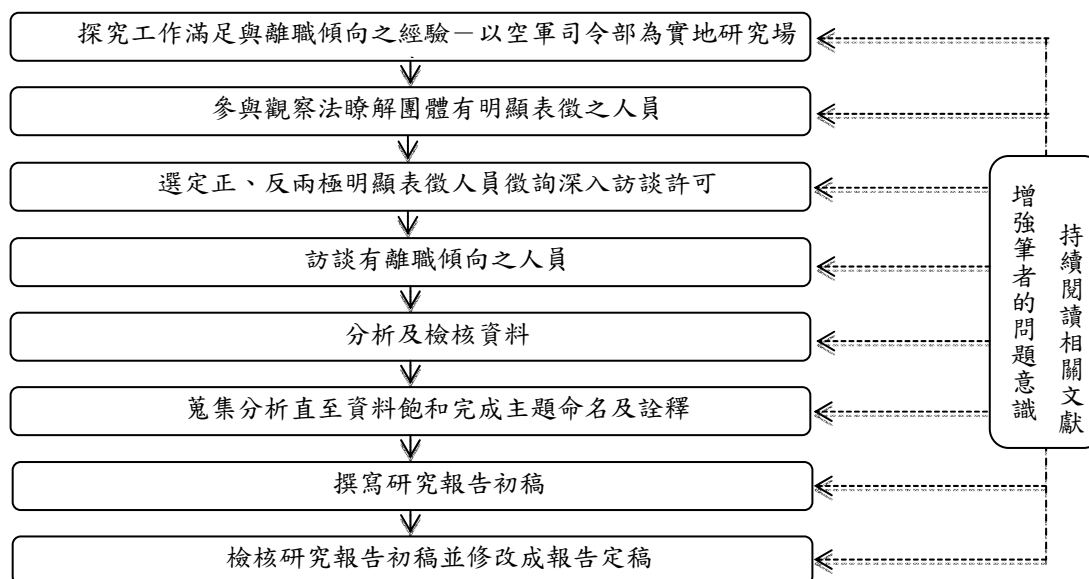 探究工作滿足與離職傾向之經驗－以空軍司令部為實地研究場
參與觀察法瞭解團體有明顯表徵之人員
選定正、反兩極明顯表徵人員徵詢深入訪談許可
訪談有離職傾向之人員
分析及檢核資料
蒐集分析直至資料飽和完成主題命名及詮釋
撰寫研究報告初稿
檢核研究報告初稿並修改成報告定稿
持續閱讀相關文獻
增強筆者的問題意識